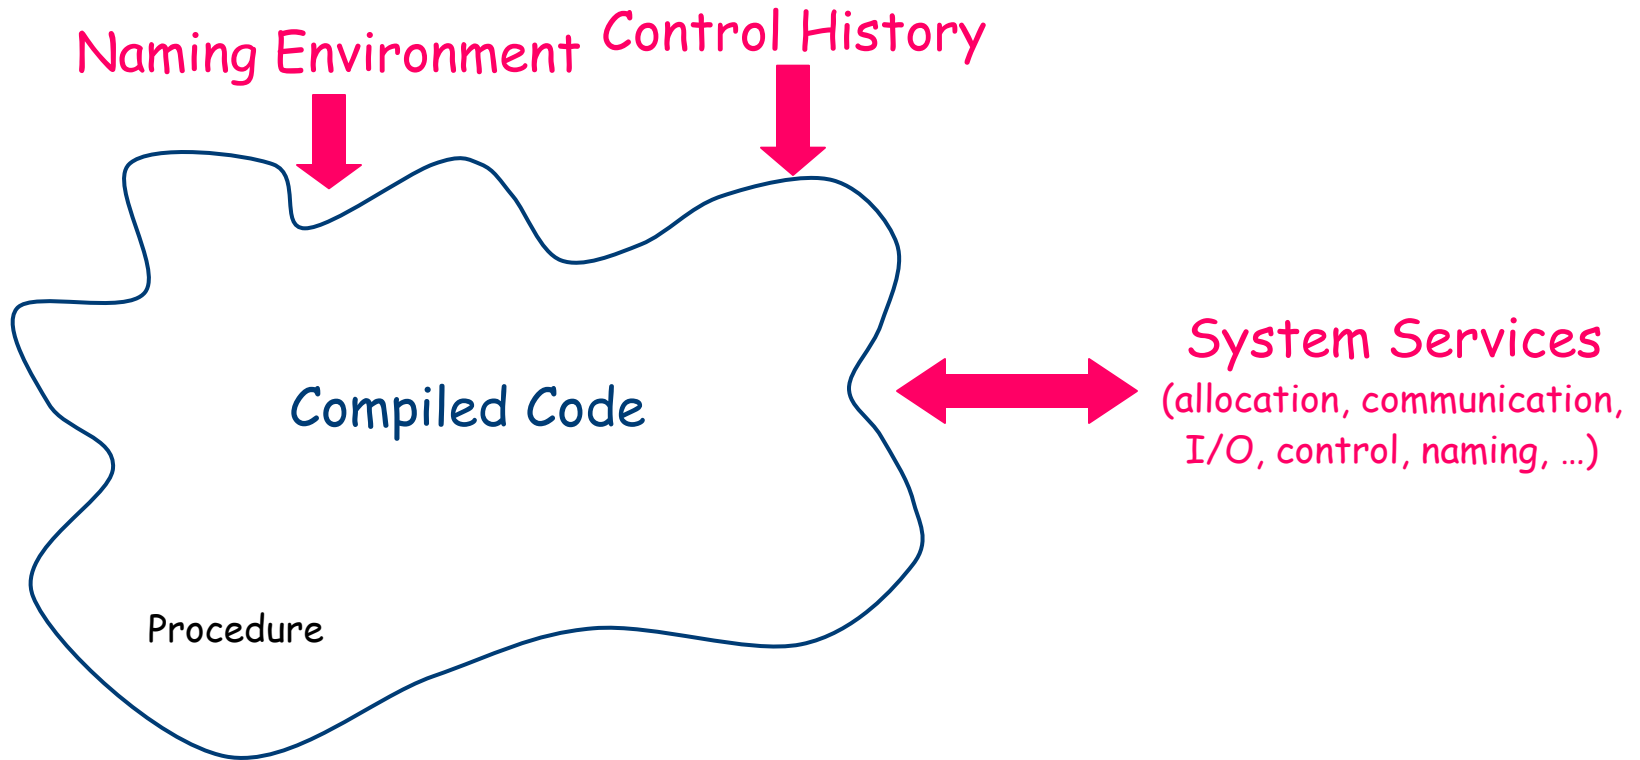 Naming Environment
Control History
System Services
(allocation, communication,
I/O, control, naming, …)
Compiled Code
Procedure